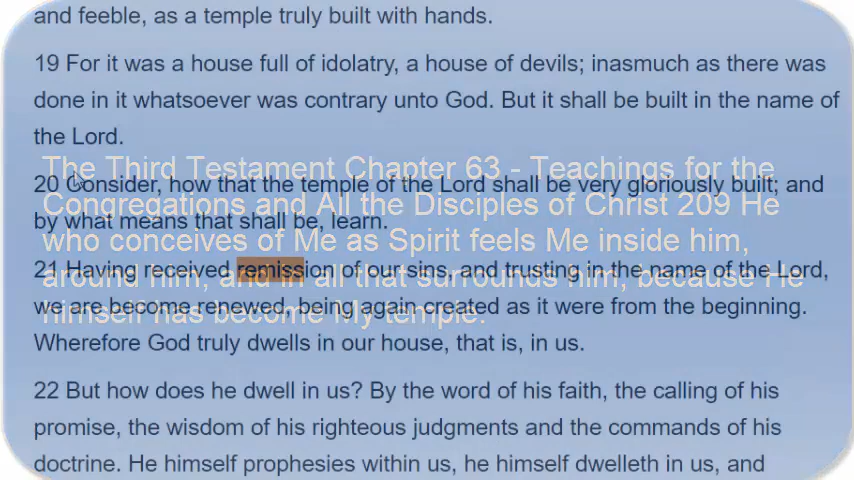 and feeble, as a temple truly built with hands.
19 For it was a house full of idolatry, a house of devils; inasmuch as there was
done in it whatsoever was contrary unto God. But it shall be built in the name of
the Lord.
The Third Testament Chapter 63 - Teachings for the
20 Consider, how that the temple of the Lord shall be very gloriously built; and
Congregations and All the Disciples of Christ 209 He
by what means that shall be, learn.
who conceives of Me as Spirit feels Me inside him,
21 Having received remission of our sins, and trusting in the name of the Lord,
around him, and in all that surrounds him, because He
we are become renewed, being again created as it were from the beginning.
himself has become My temple.
Wherefore God truly dwells in our house, that is, in us.
22 But how does he dwell in us? By the word of his faith, the calling of his
promise, the wisdom of his righteous judgments and the commands of his
doctrine. He himself prophesies within us, he himself dwelleth in us, and